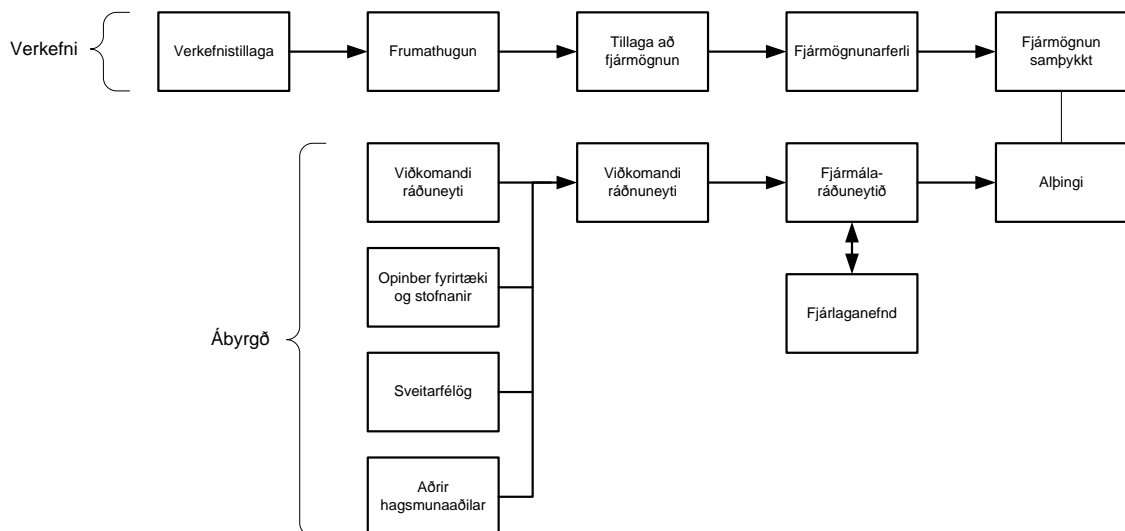 Verkefni
Verkefnistillaga
Frumathugun
Tillaga að
fjármögnun
Fjármögnunarferli
Fjármögnun
samþykkt
Ábyrgð
Viðkomandi
ráðuneyti
Viðkomandi
ráðnuneyti
Fjármála-
ráðuneytið
Alþingi
Opinber fyrirtæki
og stofnanir
Fjárlaganefnd
Sveitarfélög
Aðrir
hagsmunaaðilar